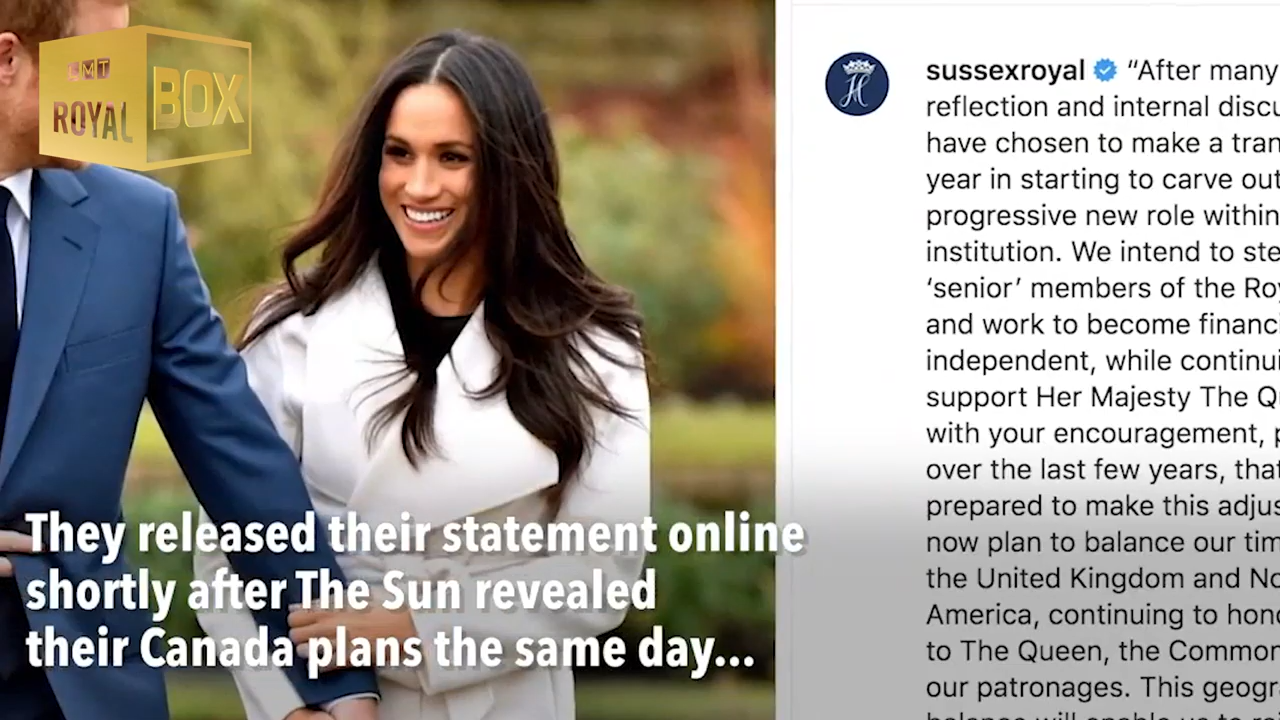 EMT
ROYAL BOX
sussexroyal "After many
reflection and internal discu
have chosen to make a tran
year in starting to carve out
progressive new role within
institution. We intend to ste
'senior' members of the Roy
and work to become financi
independent, while continui
support Her Majesty The Qu
with your encouragement, p
over the last few years, that
prepared to make this adjus
now plan to balance our tim
the United Kingdom and No
America, continuing to hono
to The Queen, the Common
our patronages. This geogra
They released their statement online
shortly after The Sun revealed
their Canada plans the same day...